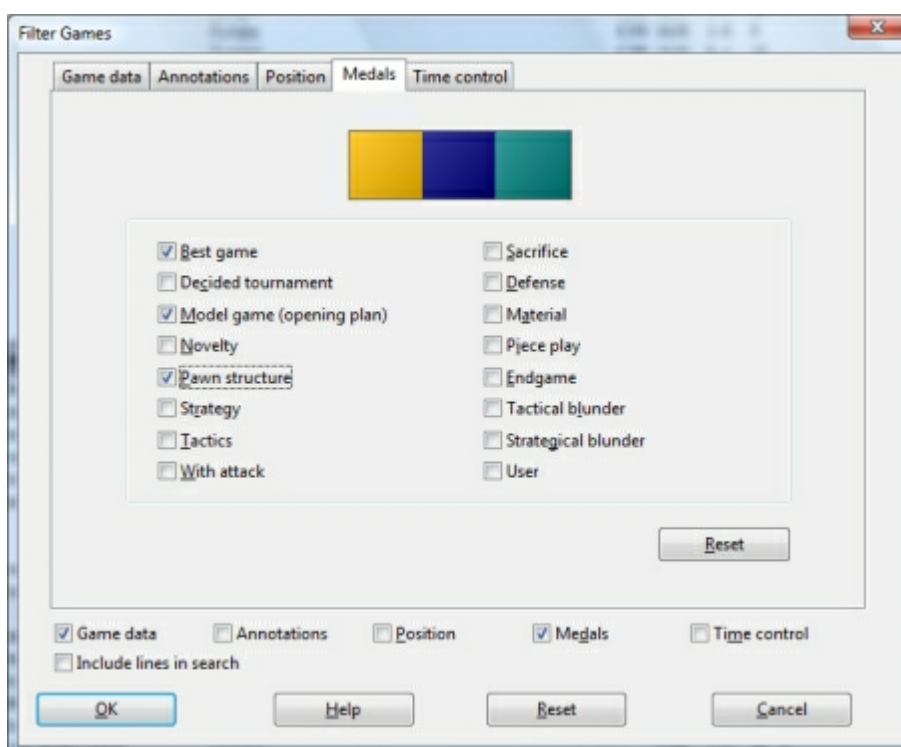 Filter Games
Game data Annotations Position Medals Time control
Best game
Decided tournament
Model game (opening plan)
Novelty
Pawn structure
Strategy
Tactics
With attack
Sacrifice
Defense
Material
Piece play
Endgame
Tactical blunder
Strategical blunder
User
Reset
Game data Annotations Position Medals Time control
Include lines in search
OK Help Reset Cancel